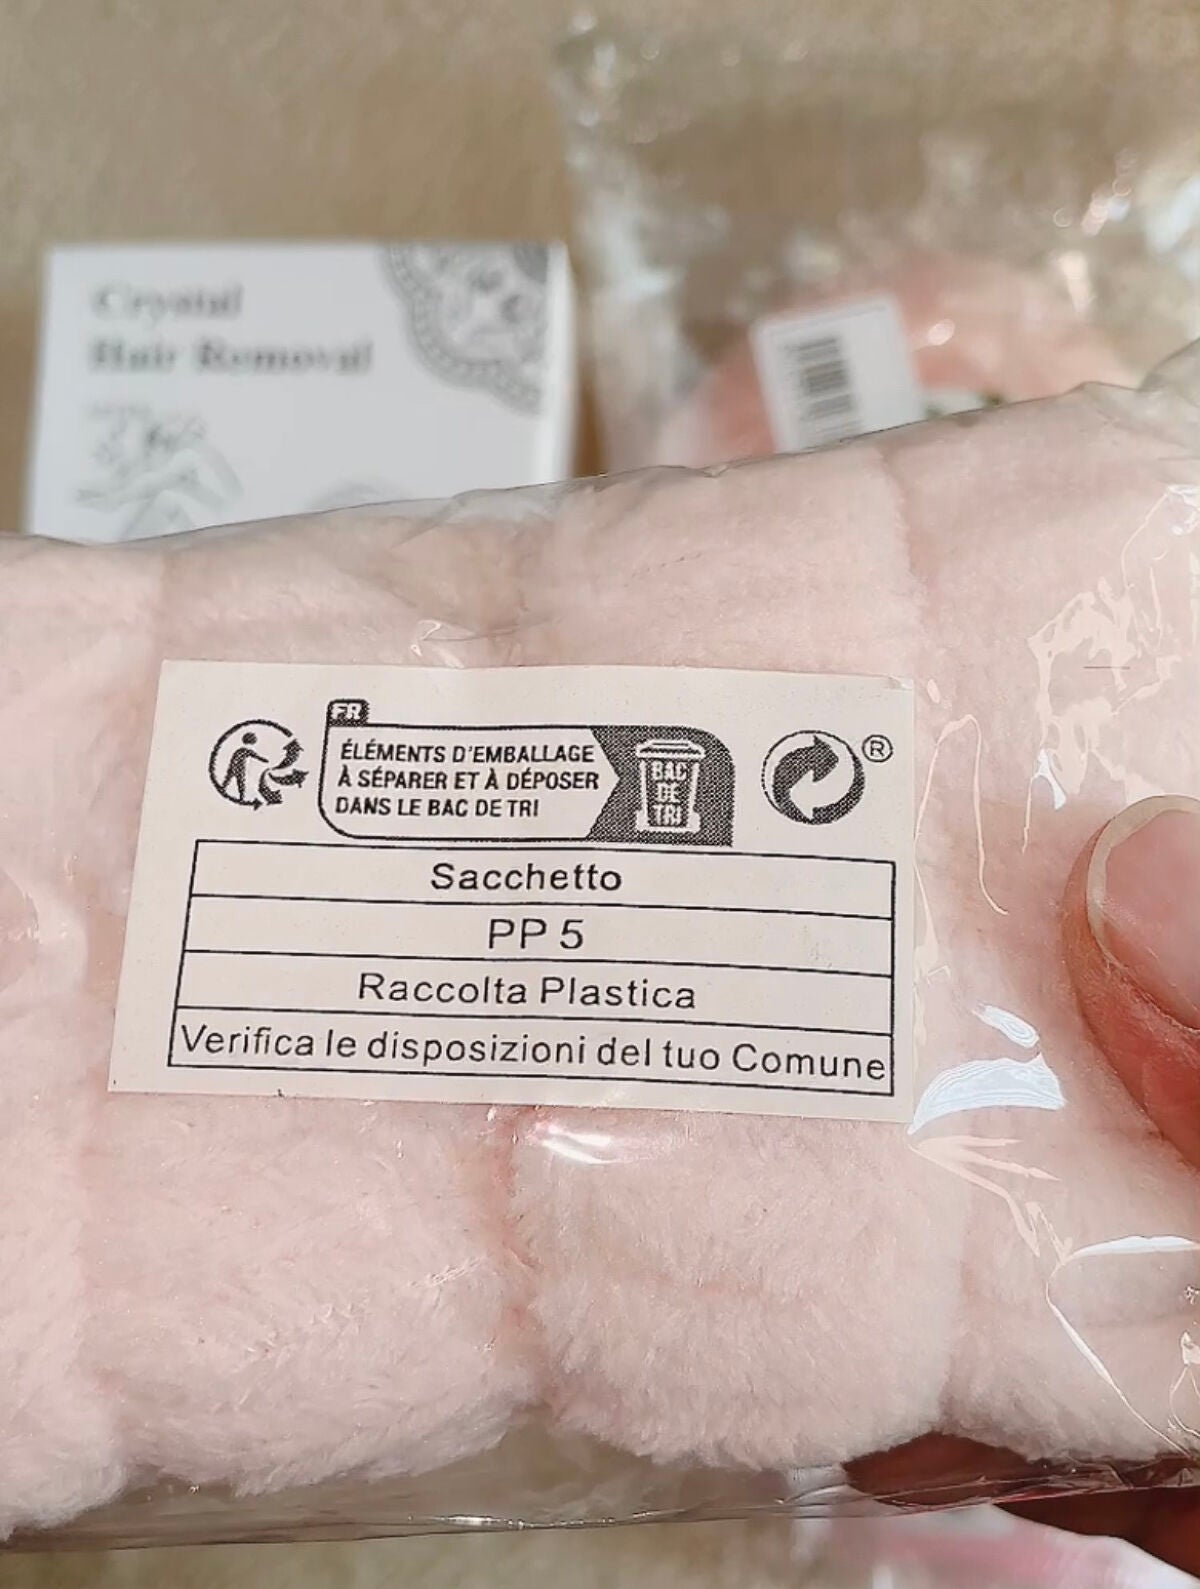 Crystal
Hair Removal
FR
ÉLÉMENTS D'EMBALLAGE
À SÉPARER ET À DÉPOSER
DANS LE BAC DE TRI
BAC
DE
TRI
®
Sacchetto
PP 5
Raccolta Plastica
Verifica le disposizioni del tuo Comune